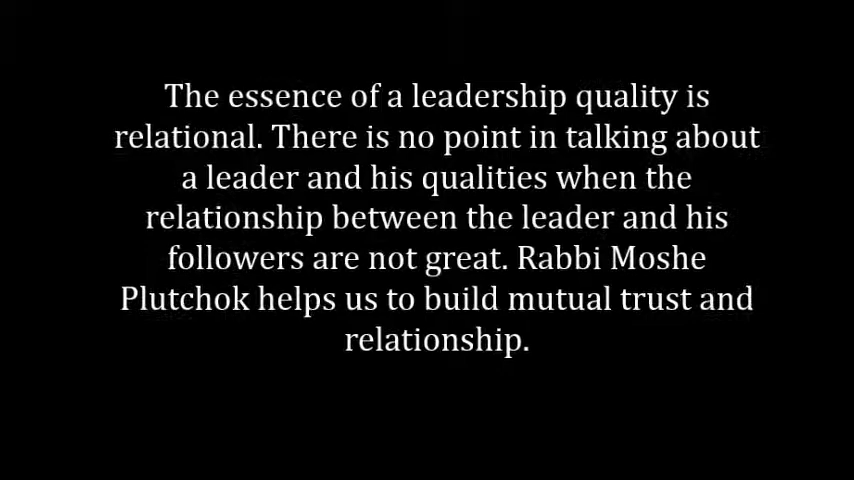 The essence of a leadership quality is
relational. There is no point in talking about
a leader and his qualities when the
relationship between the leader and his
followers are not great. Rabbi Moshe
Plutchok helps us to build mutual trust and
relationship.